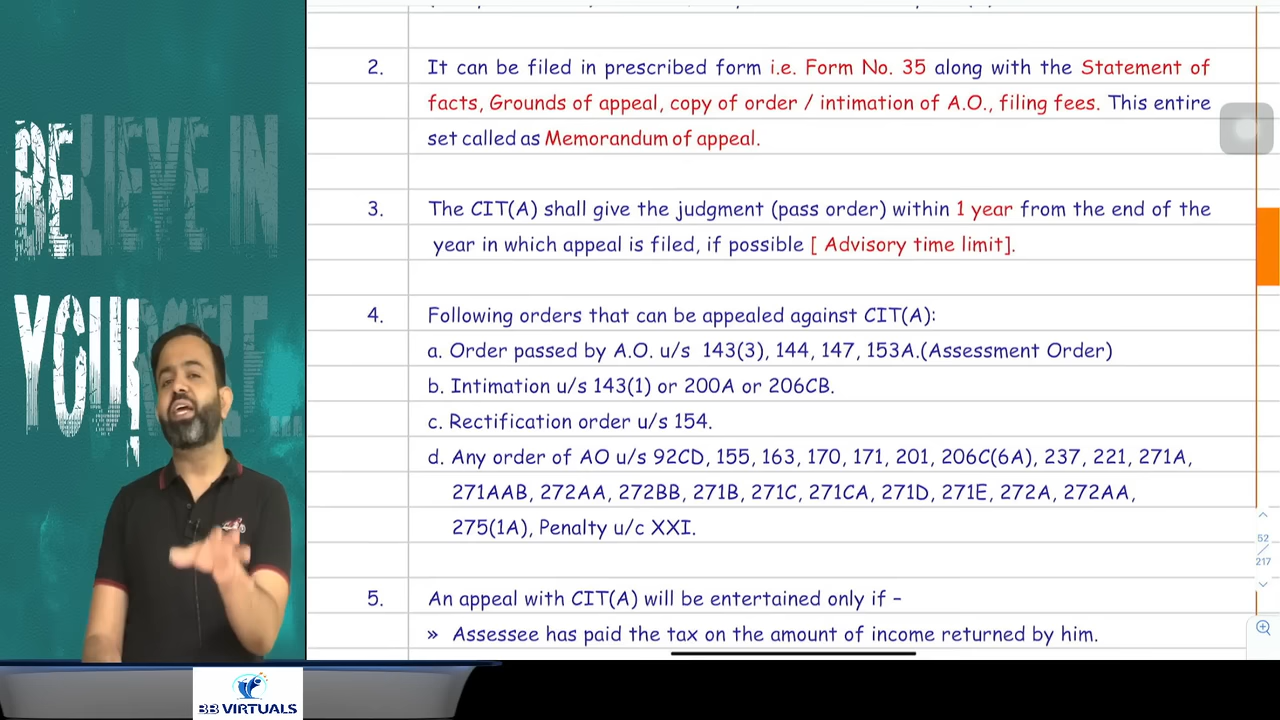 BELIEVE IN
YOURSELF...
2. It can be filed in prescribed form i.e. Form No. 35 along with the Statement of
facts, Grounds of appeal, copy of order / intimation of A.O., filing fees. This entire
set called as Memorandum of appeal.
3. The CIT(A) shall give the judgment (pass order) within 1 year from the end of the
year in which appeal is filed, if possible [ Advisory time limit].
4. Following orders that can be appealed against CIT(A):
a. Order passed by A.O. u/s 143(3), 144, 147, 153A.(Assessment Order)
b. Intimation u/s 143(1) or 200A or 206CB.
c. Rectification order u/s 154.
d. Any order of AO u/s 92CD, 155, 163, 170, 171, 201, 206C(6A), 237, 221, 271A,
271AAB, 272AA, 272BB, 271B, 271C, 271CA, 271D, 271E, 272A, 272AA,
275(1A), Penalty u/c XXI.
5. An appeal with CIT(A) will be entertained only if –
» Assessee has paid the tax on the amount of income returned by him.
52
217
BB VIRTUALS